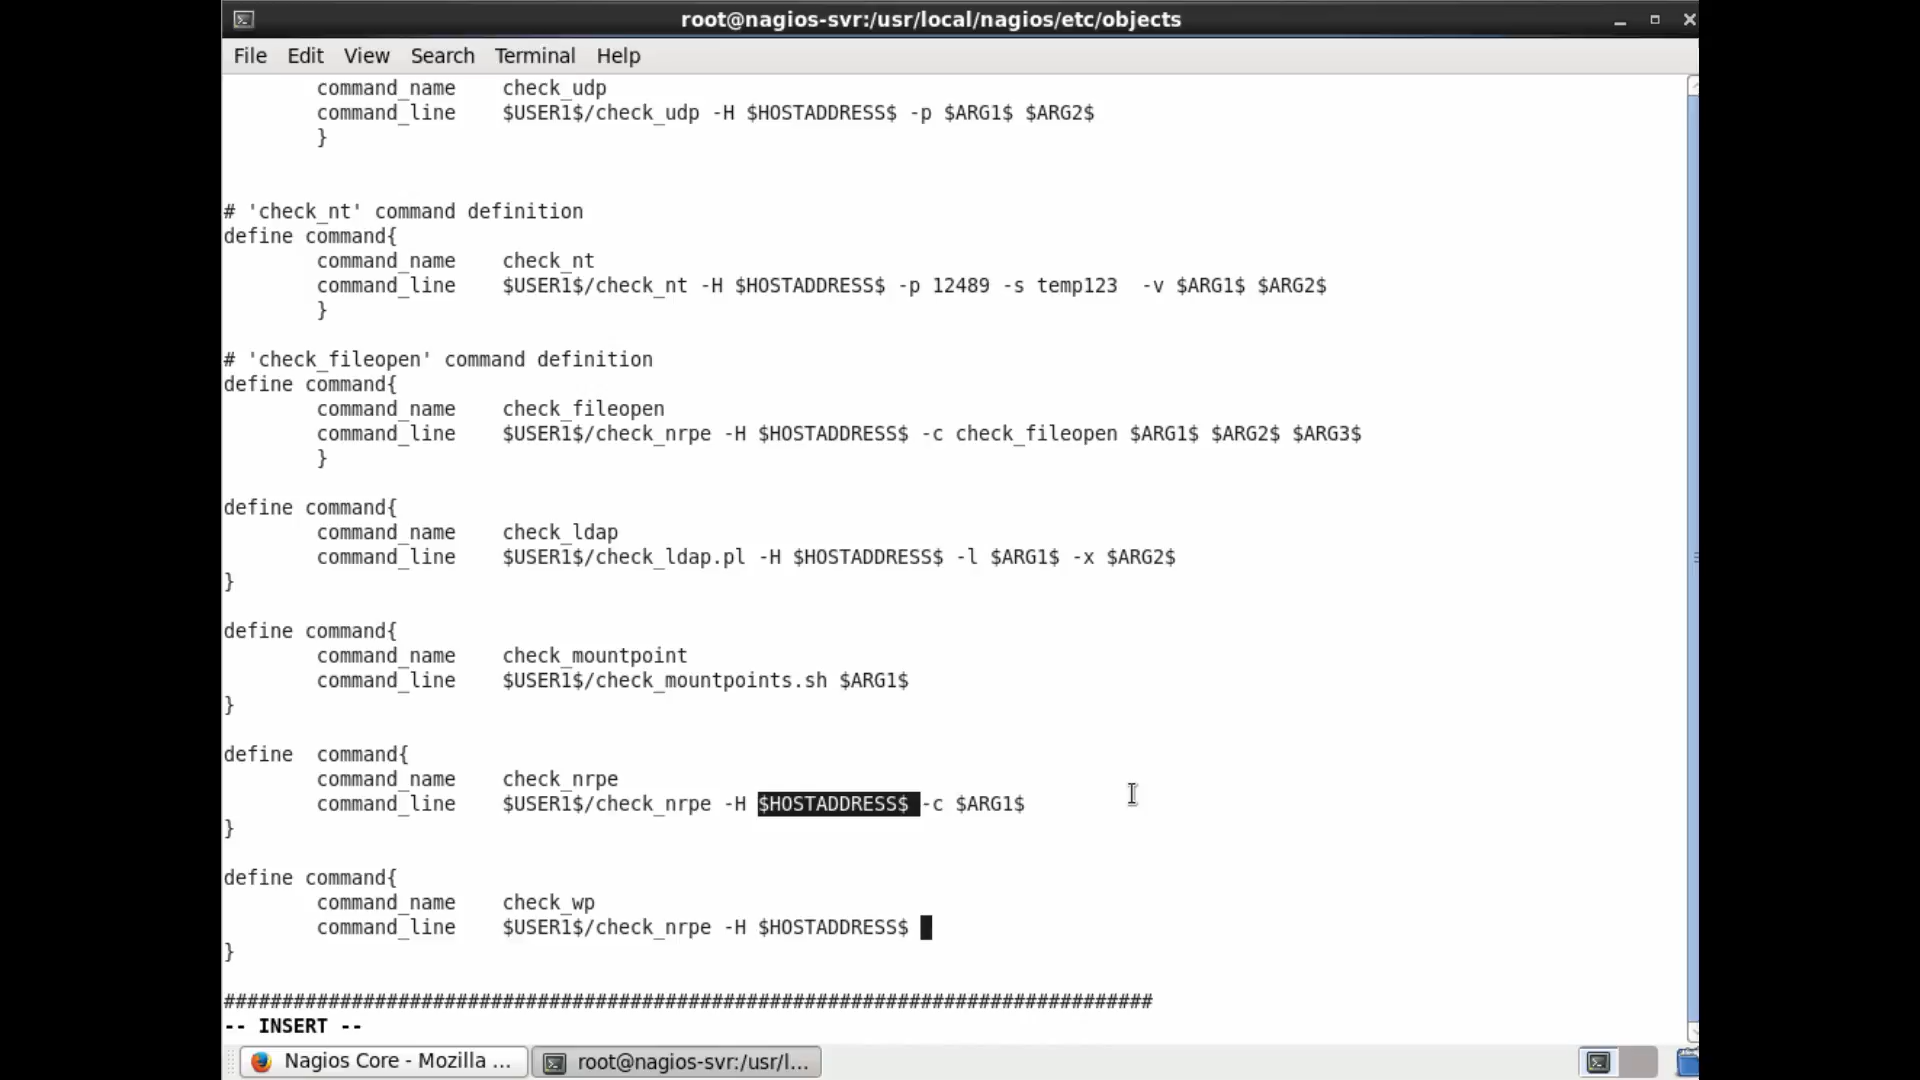 root@nagios-svr:/usr/local/nagios/etc/objects
File Edit View Search Terminal Help
command_name check_udp
command_line $USER1$/check_udp -H $HOSTADDRESS$ -p $ARG1$ $ARG2$
}
# 'check_nt' command definition
define command{
command_name check_nt
command_line $USER1$/check_nt -H $HOSTADDRESS$ -p 12489 -s temp123  -v $ARG1$ $ARG2$
}
# 'check_fileopen' command definition
define command{
command_name check_fileopen
command_line $USER1$/check_nrpe -H $HOSTADDRESS$ -c check_fileopen $ARG1$ $ARG2$ $ARG3$
}
define command{
command_name check_ldap
command_line $USER1$/check_ldap.pl -H $HOSTADDRESS$ -l $ARG1$ -x $ARG2$
}
define command{
command_name check_mountpoint
command_line $USER1$/check_mountpoints.sh $ARG1$
}
define  command{
command_name check_nrpe
command_line $USER1$/check_nrpe -H $HOSTADDRESS$ -c $ARG1$
}
define command{
command_name check_wp
command_line $USER1$/check_nrpe -H $HOSTADDRESS$
}
################################################################################
-- INSERT --
Nagios Core - Mozilla ... root@nagios-svr:/usr/l...